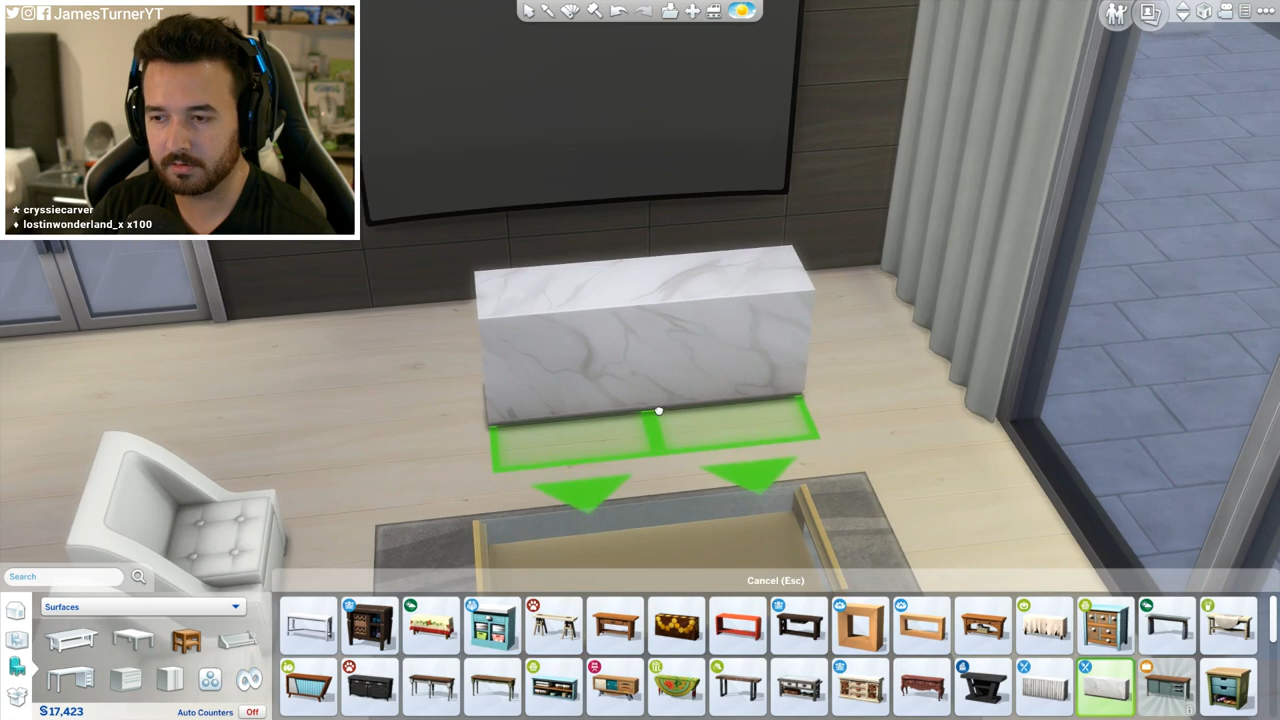 JamesTurnerYT
cryssiecarver
lostinwonderland_x x100
Cancel (Esc)
Search
Surfaces
§17,423
Auto Counters Off